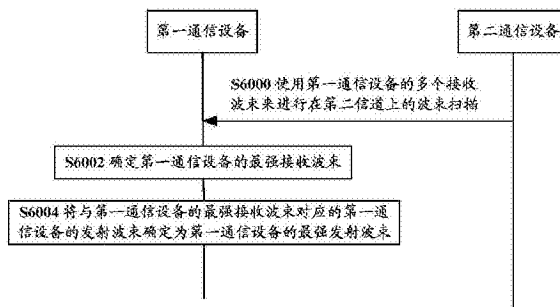 第一通信设备
第二通信设备
S6000 使用第一通信设备的多个接收
波束来进行在第二信道上的波束扫描
S6002 确定第一通信设备的最强接收波束
S6004 将与第一通信设备的最强接收波束对应的第一通
信设备的发射波束确定为第一通信设备的最强发射波束